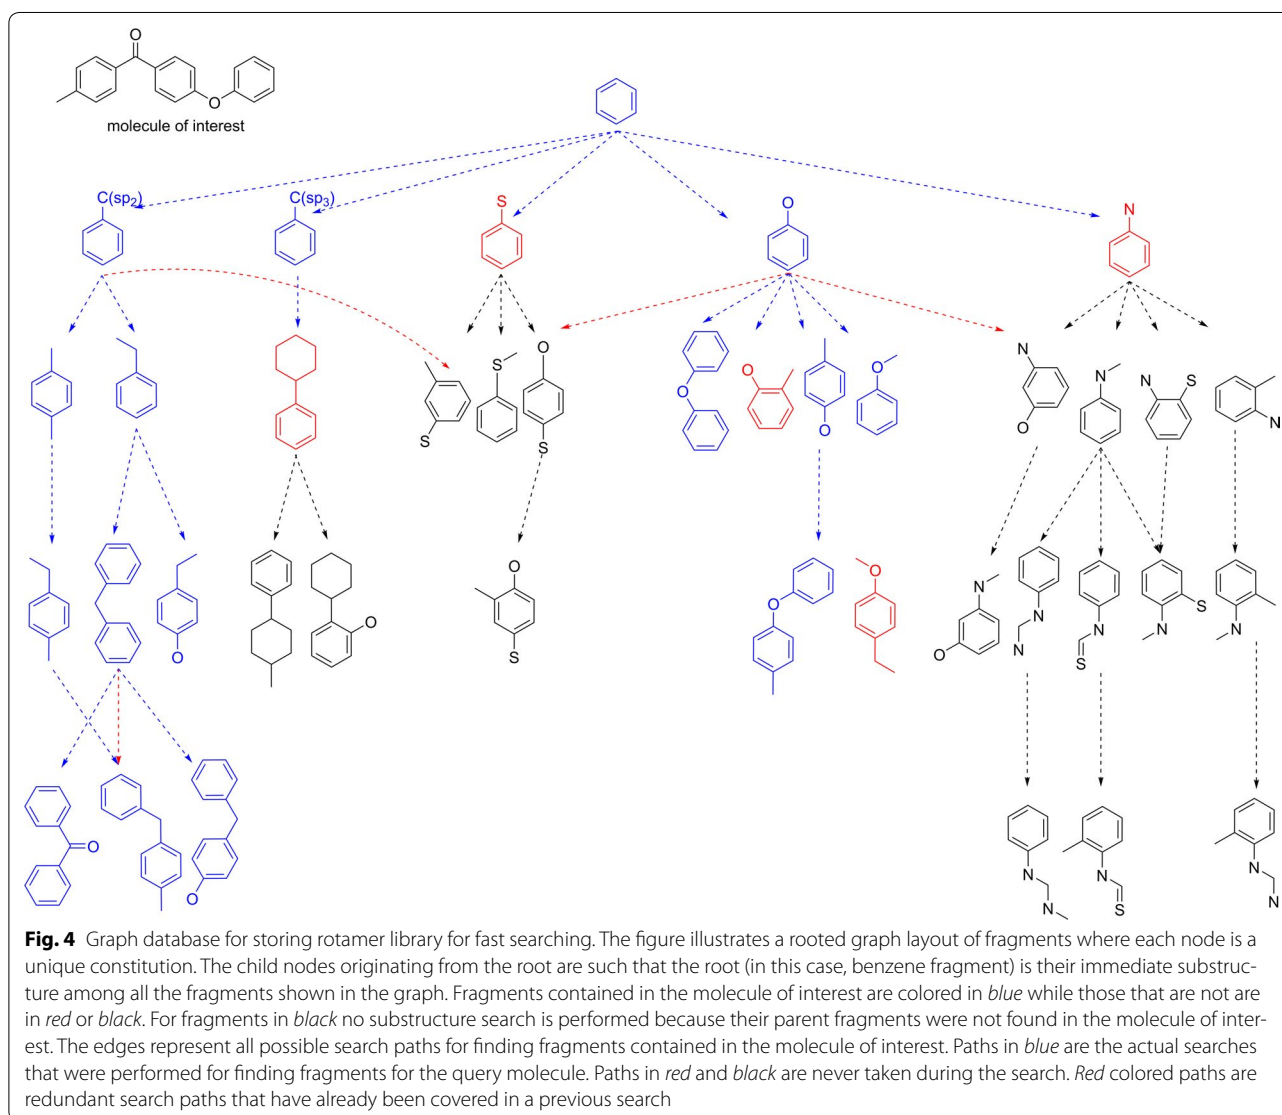 O
O
molecule of interest
C(sp2)
C(sp3)
S
O
N
S
S
O
S
O
O
O
O
N
O
N
N
S
N
O
O
S
O
O
N
O
N
N
N
S
S
N
N
O
O
N
N
N
S
N
N
Fig. 4 Graph database for storing rotamer library for fast searching. The figure illustrates a rooted graph layout of fragments where each node is a
unique constitution. The child nodes originating from the root are such that the root (in this case, benzene fragment) is their immediate substruc-
ture among all the fragments shown in the graph. Fragments contained in the molecule of interest are colored in blue while those that are not are
in red or black. For fragments in black no substructure search is performed because their parent fragments were not found in the molecule of inter-
est. The edges represent all possible search paths for finding fragments contained in the molecule of interest. Paths in blue are the actual searches
that were performed for finding fragments for the query molecule. Paths in red and black are never taken during the search. Red colored paths are
redundant search paths that have already been covered in a previous search